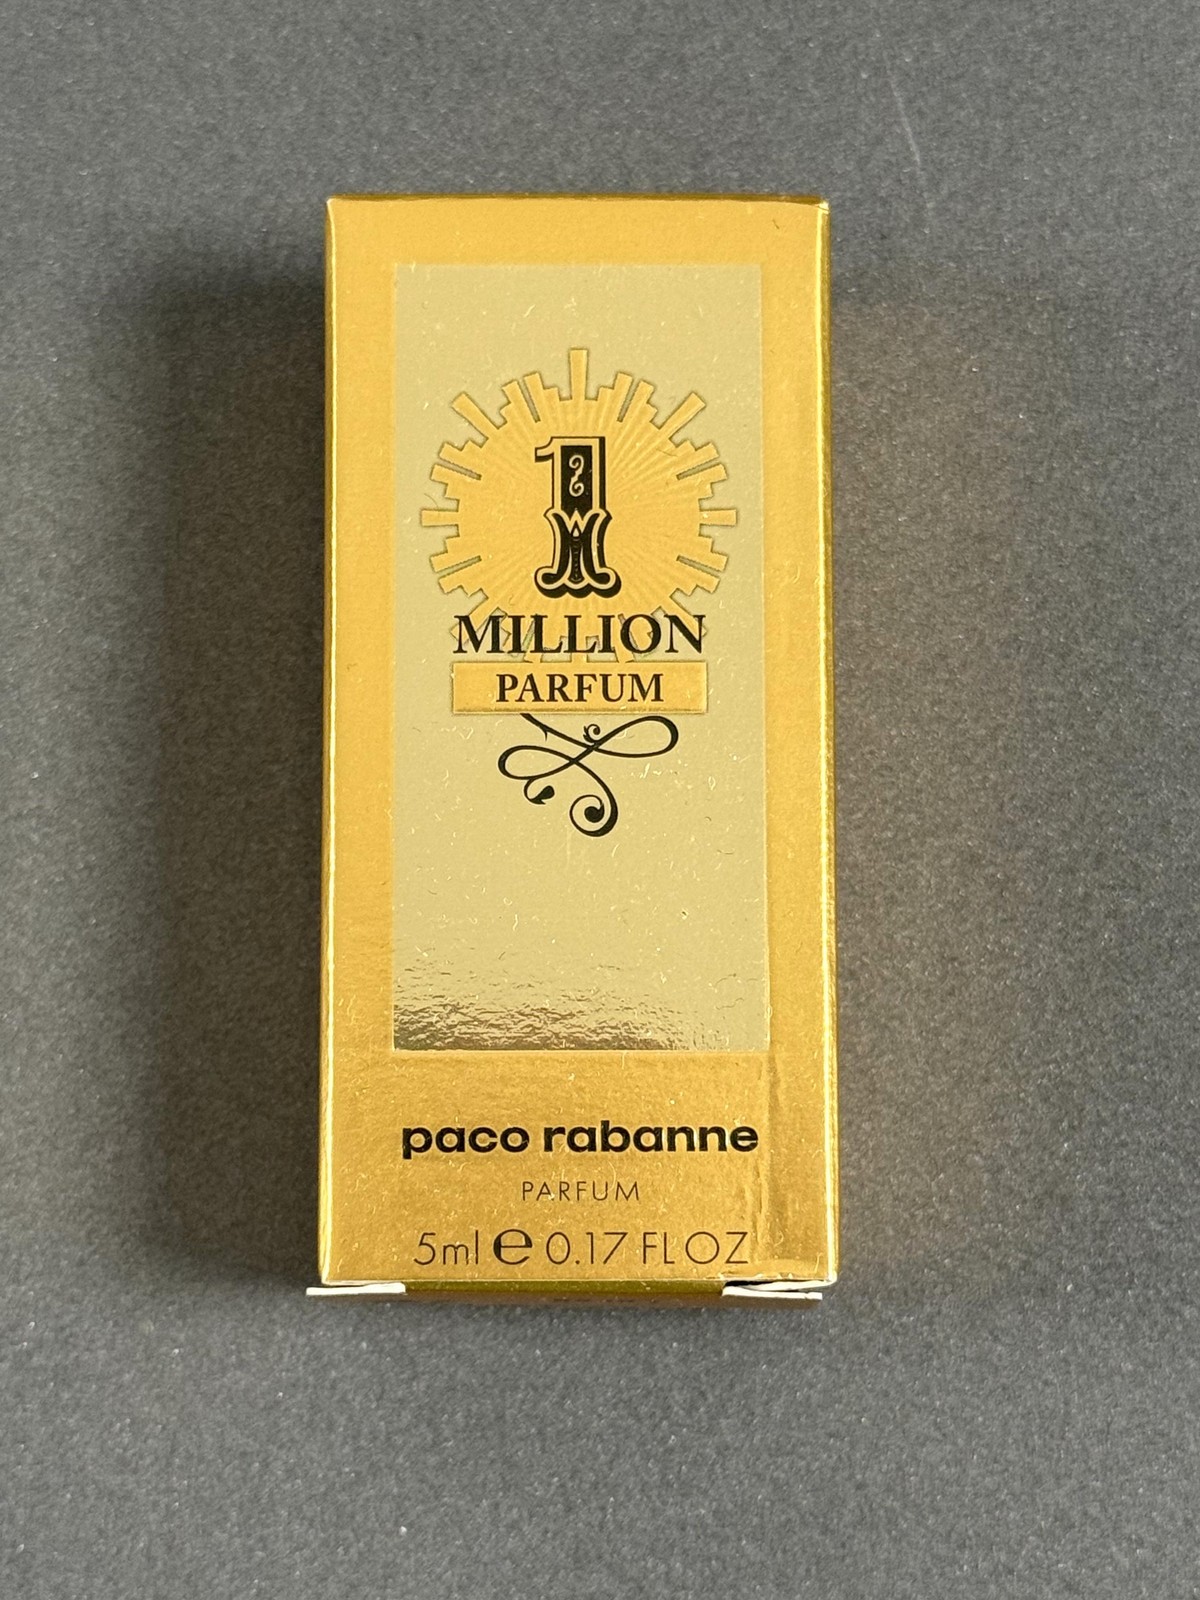 1
MILLION
PARFUM
paco rabanne
PARFUM
5ml ℮ 0.17 FL OZ